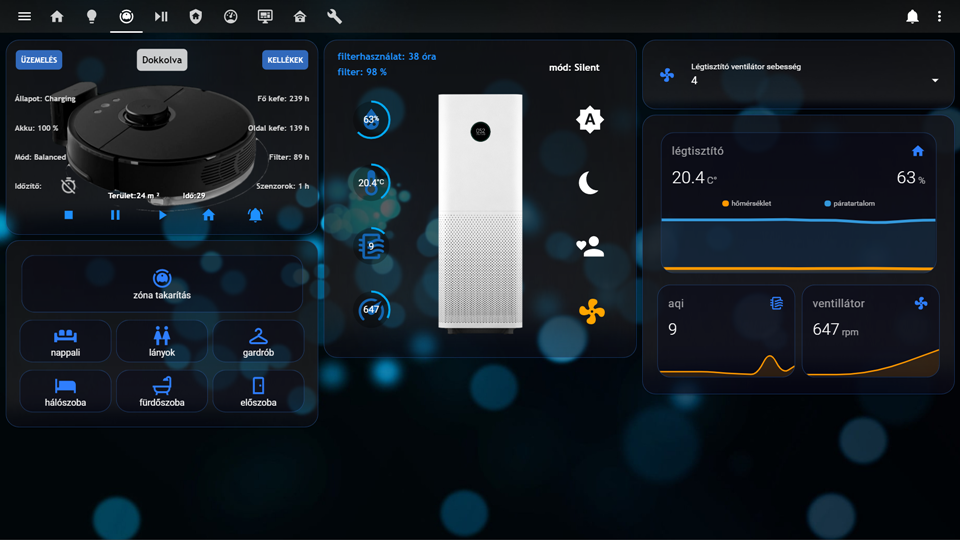 ÜZEMELÉS
Dokkolva
KELLÉKEK
Állapot: Charging
Fő kefe: 239 h
Akku: 100 %
Oldal kefe: 139 h
Mód: Balanced
Filter: 89 h
Időzítő:
Szenzorok: 1 h
Terület:24 m²
Idő:29
zóna takarítás
nappali
lányok
gardrób
hálószoba
fürdőszoba
előszoba
filterhasználat: 38 óra
filter: 98 %
mód: Silent
63%
A
20.4°C
9
647
Légtisztító ventilátor sebesség
4
légtisztító
20.4 C°
63 %
hőmérséklet
páratartalom
aqi
9
ventillátor
647 rpm